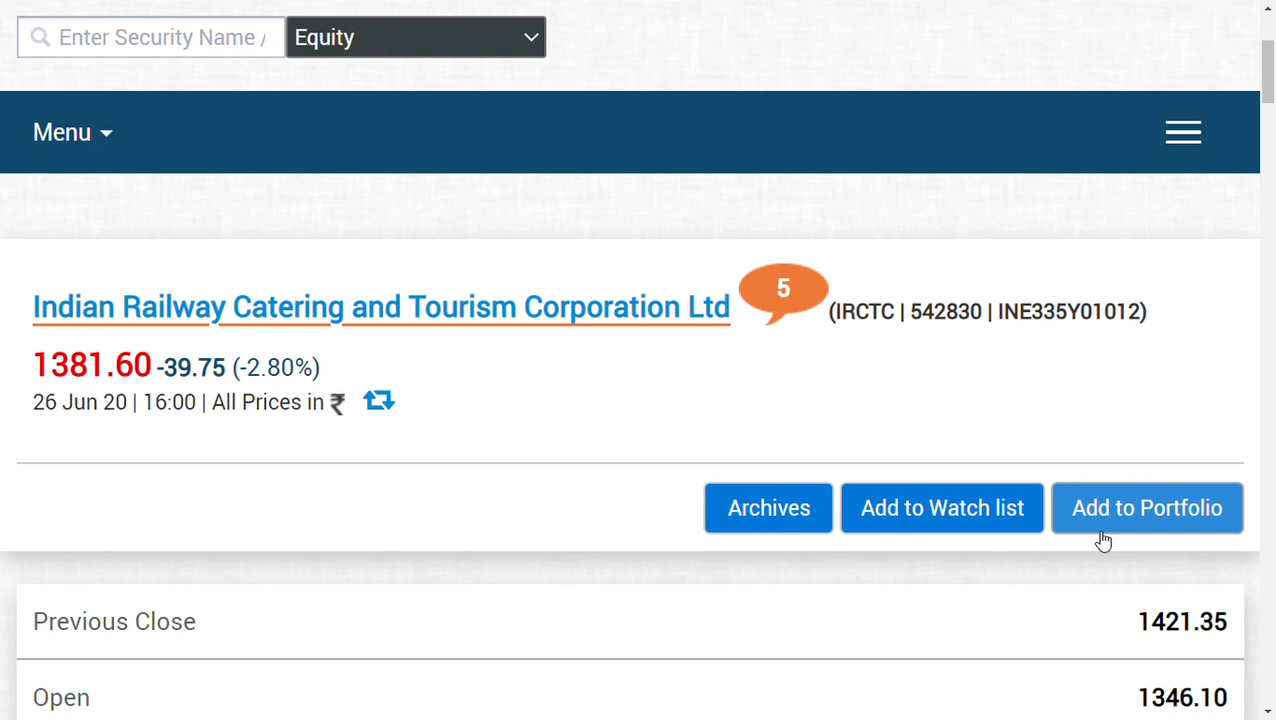 Enter Security Name /
Equity
Menu
Indian Railway Catering and Tourism Corporation Ltd 5 (IRCTC | 542830 | INE335Y01012)
1381.60 -39.75 (-2.80%)
26 Jun 20 | 16:00 | All Prices in ₹
Archives Add to Watch list Add to Portfolio
Previous Close 1421.35
Open 1346.10